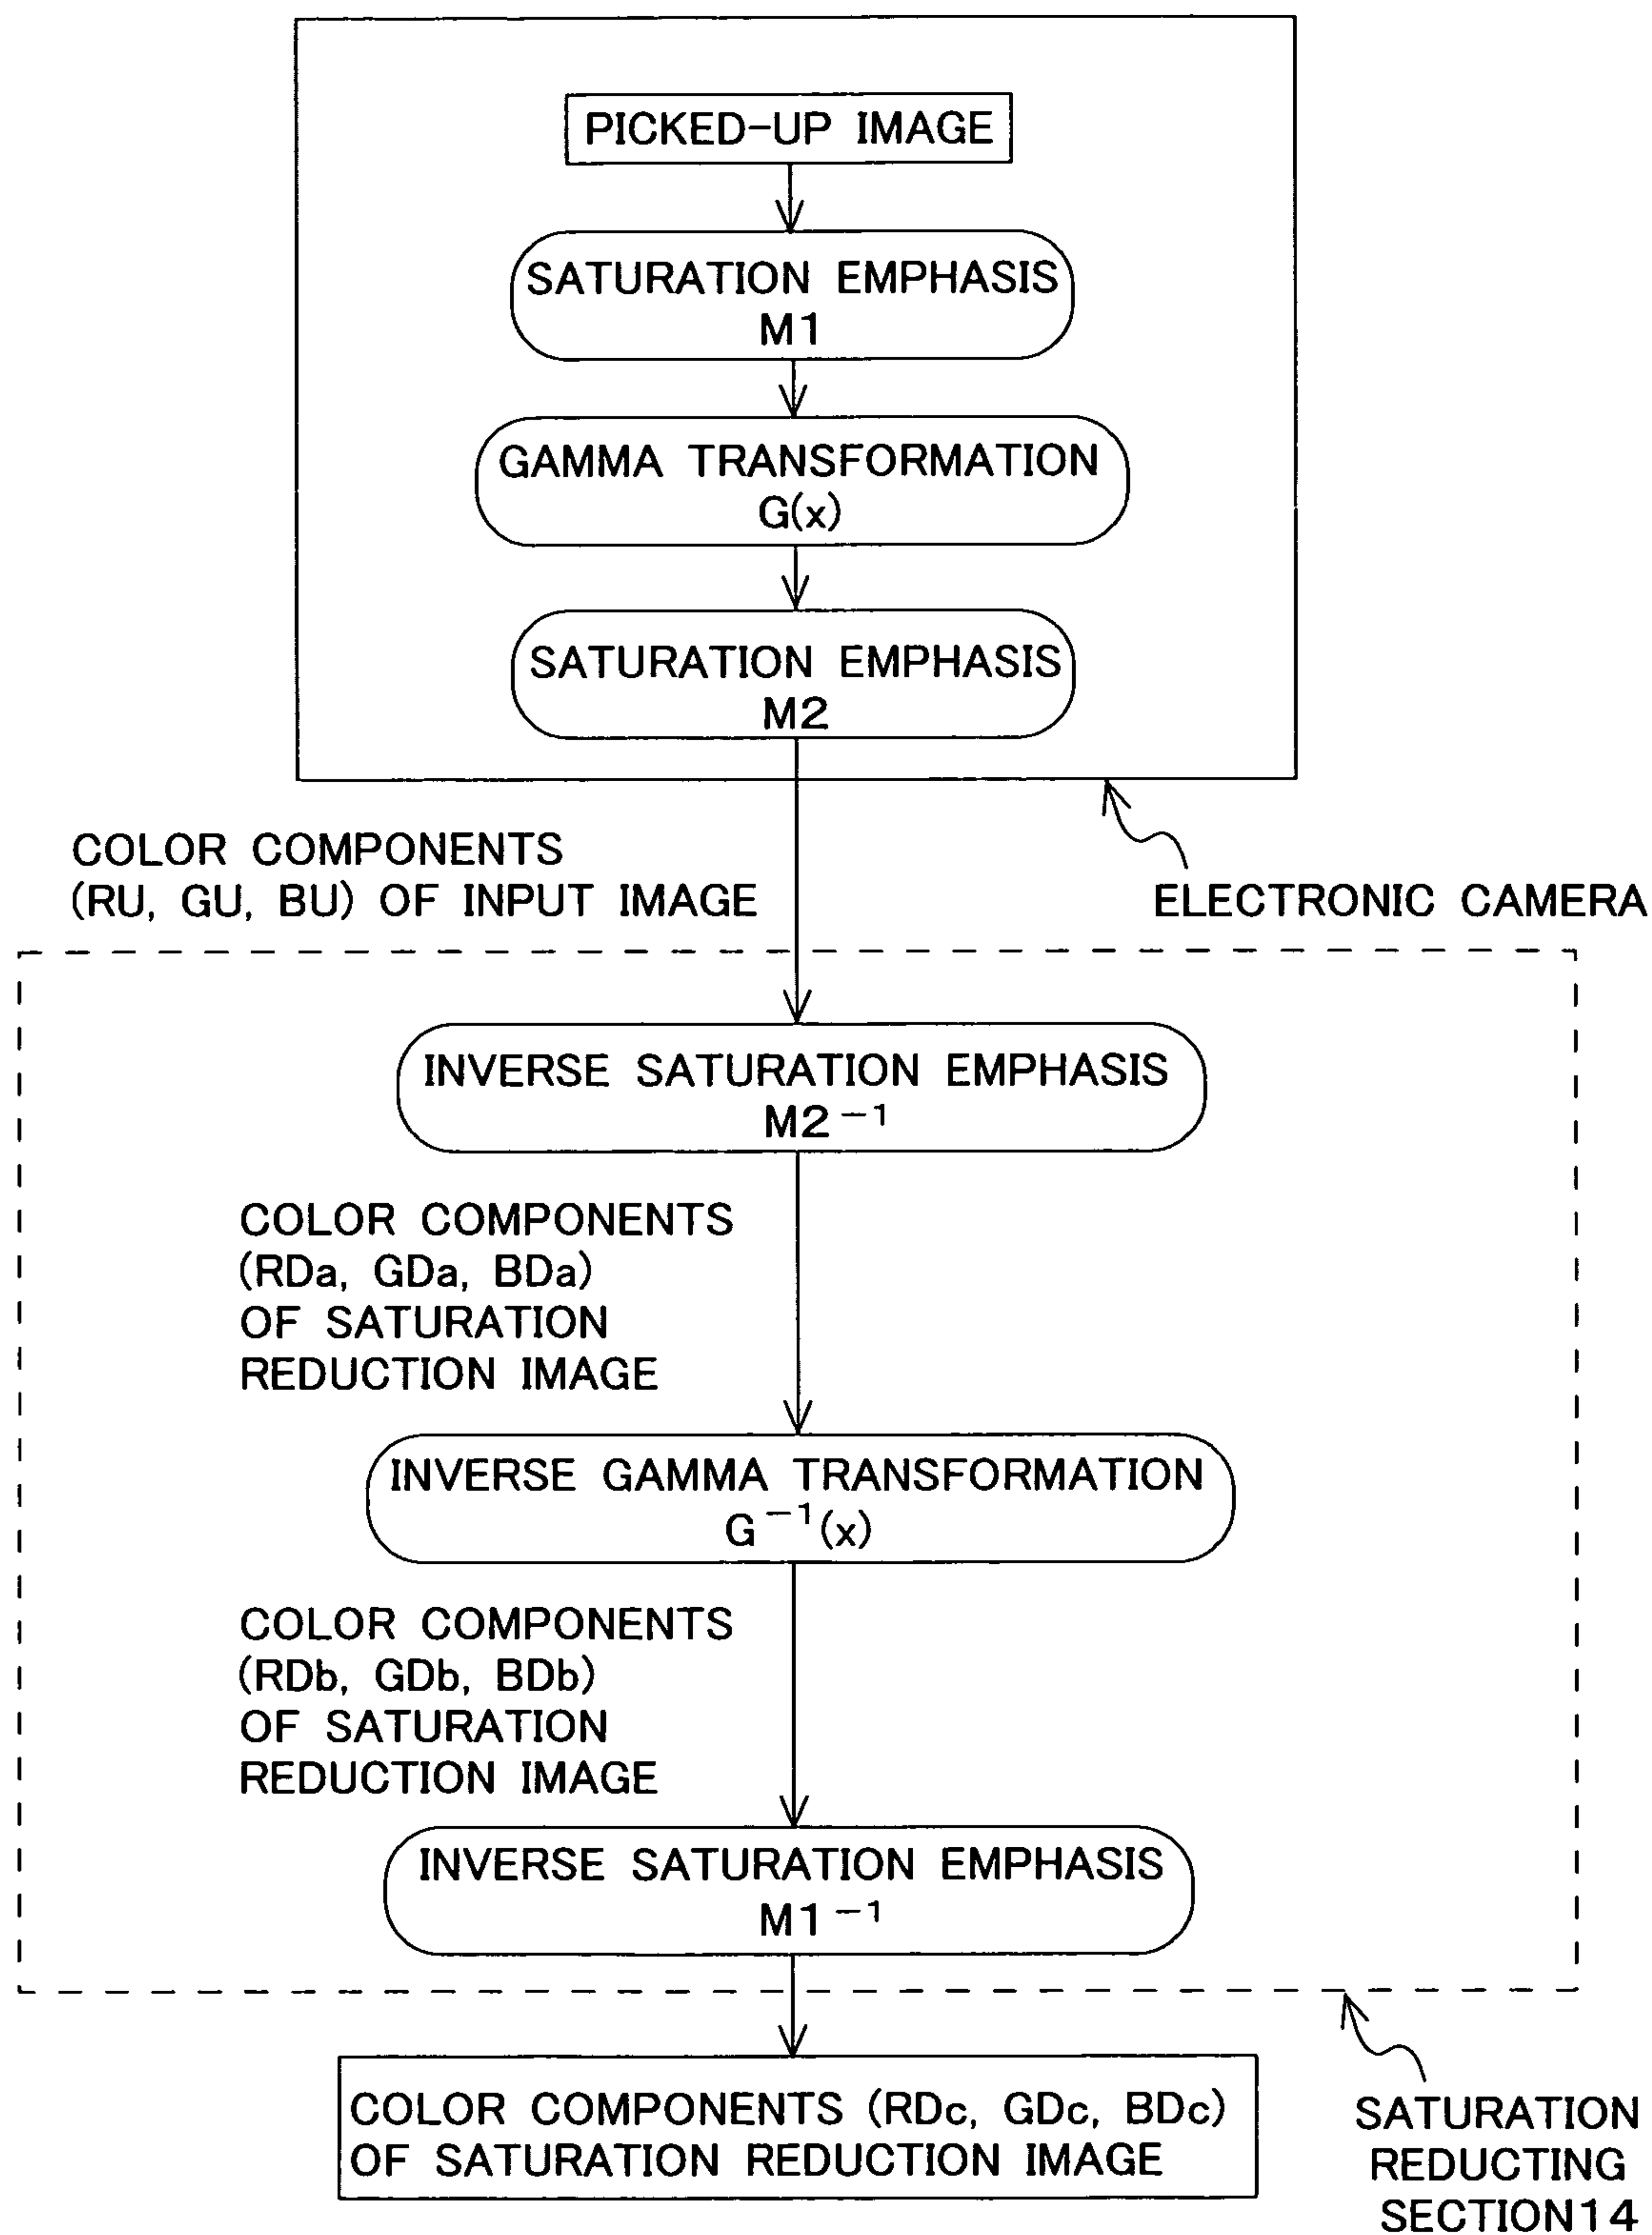 PICKED-UP IMAGE
SATURATION EMPHASIS
M1
GAMMA TRANSFORMATION
G(x)
SATURATION EMPHASIS
M2
COLOR COMPONENTS
(RU, GU, BU) OF INPUT IMAGE
ELECTRONIC CAMERA
INVERSE SATURATION EMPHASIS
M2⁻¹
COLOR COMPONENTS
(RDa, GDa, BDa)
OF SATURATION
REDUCTION IMAGE
INVERSE GAMMA TRANSFORMATION
G⁻¹(x)
COLOR COMPONENTS
(RDb, GDb, BDb)
OF SATURATION
REDUCTION IMAGE
INVERSE SATURATION EMPHASIS
M1⁻¹
COLOR COMPONENTS (RDc, GDc, BDc)
OF SATURATION REDUCTION IMAGE
SATURATION
REDUCTING
SECTION14